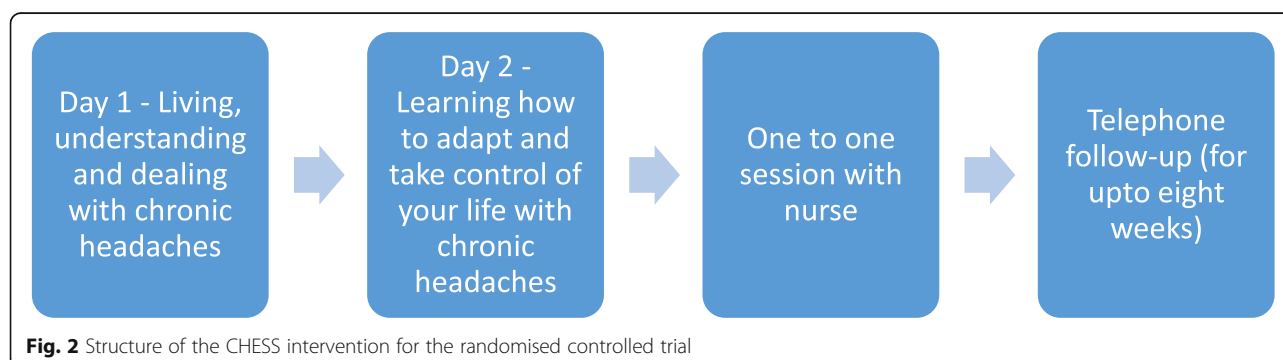 Day 1 - Living,
understanding
and dealing
with chronic
headaches
Day 2 -
Learning how
to adapt and
take control of
your life with
chronic
headaches
One to one
session with
nurse
Telephone
follow-up (for
upto eight
weeks)
Fig. 2 Structure of the CHESS intervention for the randomised controlled trial